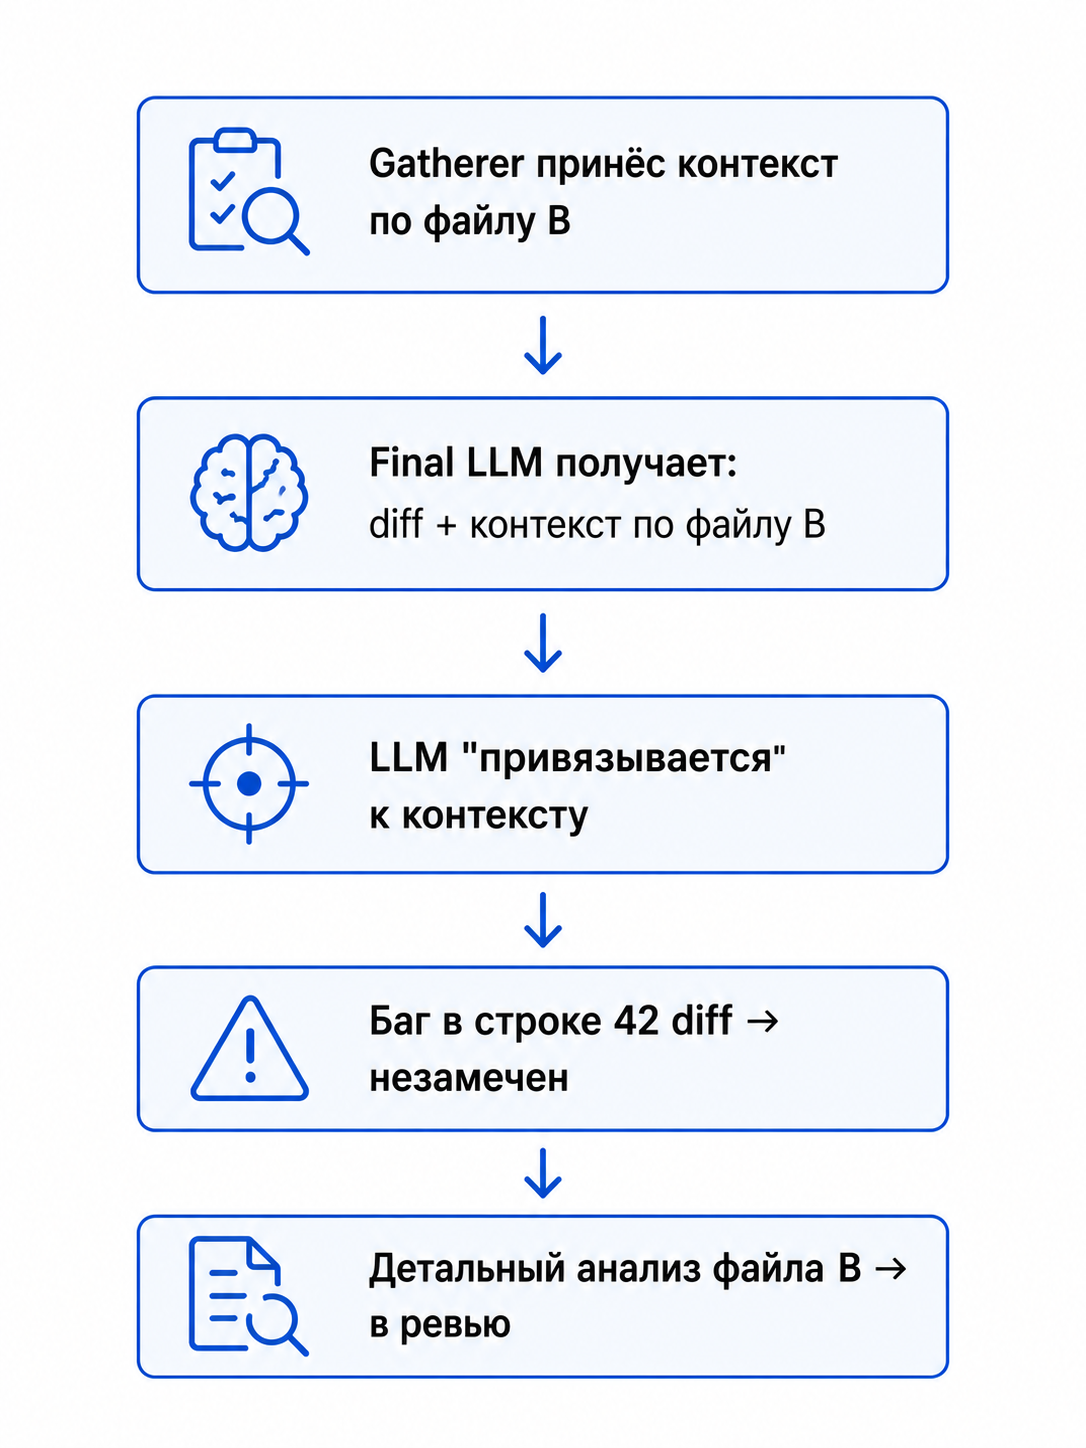 Gatherer принёс контекст
по файлу B
Final LLM получает:
diff + контекст по файлу B
LLM "привязывается"
к контексту
Баг в строке 42 diff →
незамечен
Детальный анализ файла B →
в ревью